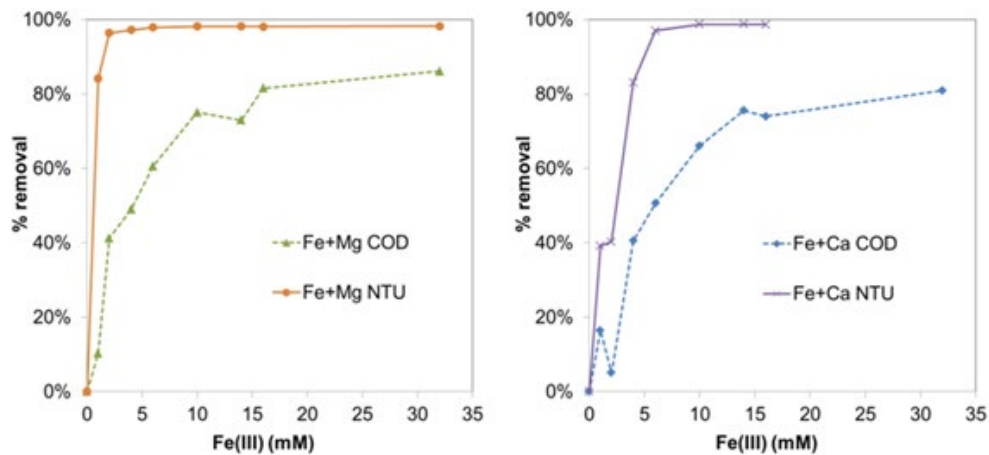 100%
80%
60%
40%
20%
0%
% removal
Fe+Mg COD
Fe+Mg NTU
0 5 10 15 20 25 30 35
Fe(III) (mM)
100%
80%
60%
40%
20%
0%
% removal
Fe+Ca COD
Fe+Ca NTU
0 5 10 15 20 25 30 35
Fe(III) (mM)